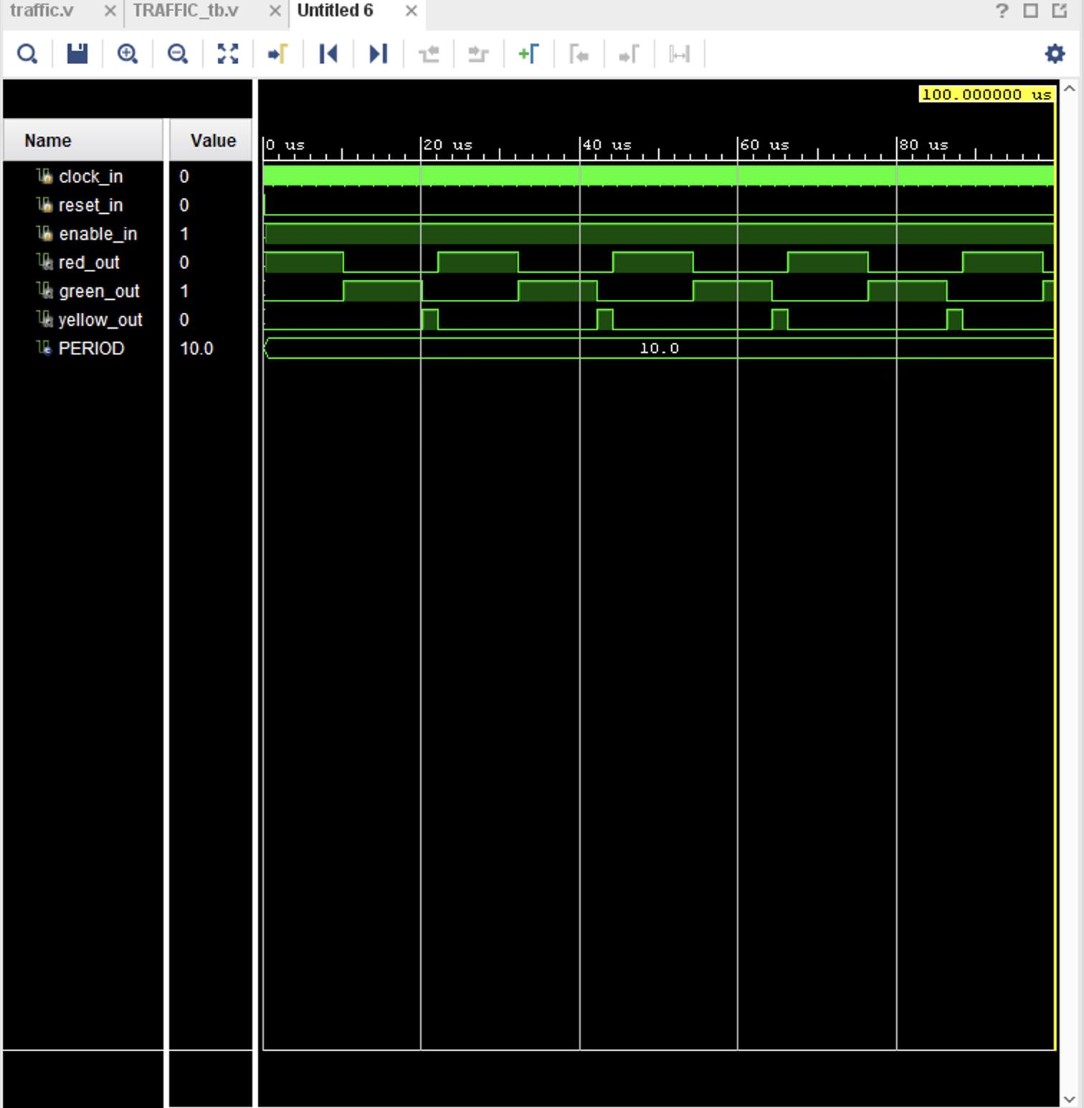 traffic.v × TRAFFIC_tb.v × Untitled 6 ×
100.000000 us
Name Value
0 us 20 us 40 us 60 us 80 us
clock_in 0
reset_in 0
enable_in 1
red_out 0
green_out 1
yellow_out 0
PERIOD 10.0 10.0